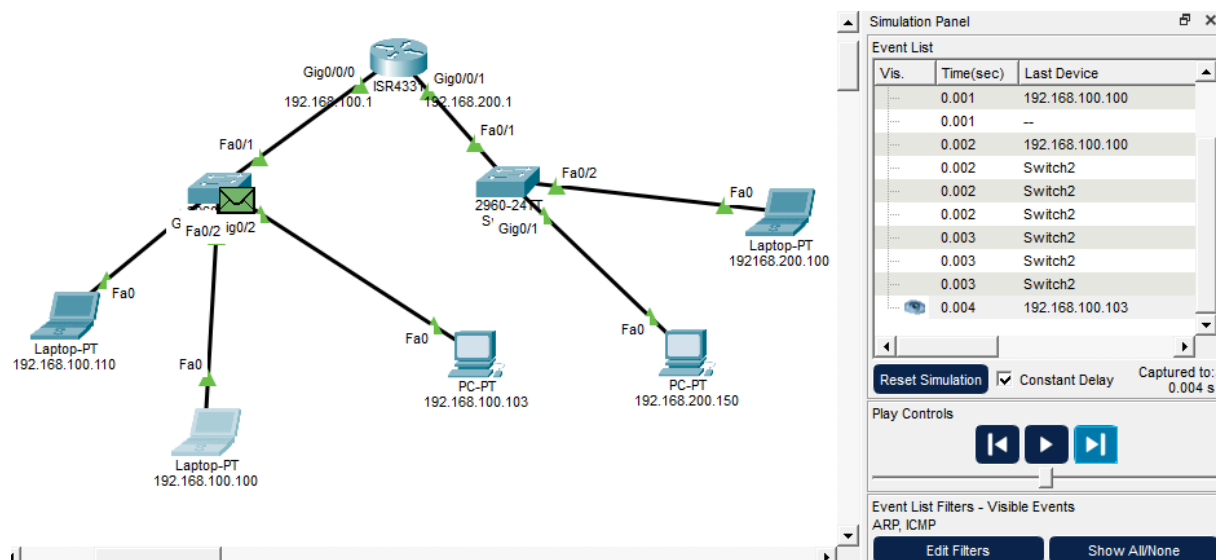 Gig0/0/0
Gig0/0/1
192.168.100.1
192.168.200.1
Fa0/1
Fa0/1
Fa0/2
Fa0
2960-24TT
Gig0/1
Laptop-PT
192168.200.100
Fa0/2
ig0/2
Fa0
Laptop-PT
192.168.100.110
Fa0
PC-PT
192.168.100.103
Fa0
PC-PT
192.168.200.150
Fa0
Laptop-PT
192.168.100.100
Simulation Panel
Event List
Vis. Time(sec) Last Device
0.001 192.168.100.100
0.001 --
0.002 192.168.100.100
0.002 Switch2
0.002 Switch2
0.002 Switch2
0.003 Switch2
0.003 Switch2
0.003 Switch2
0.004 192.168.100.103
Reset Simulation Constant Delay Captured to:
0.004 s
Play Controls
Event List Filters - Visible Events
ARP, ICMP
Edit Filters Show All/None